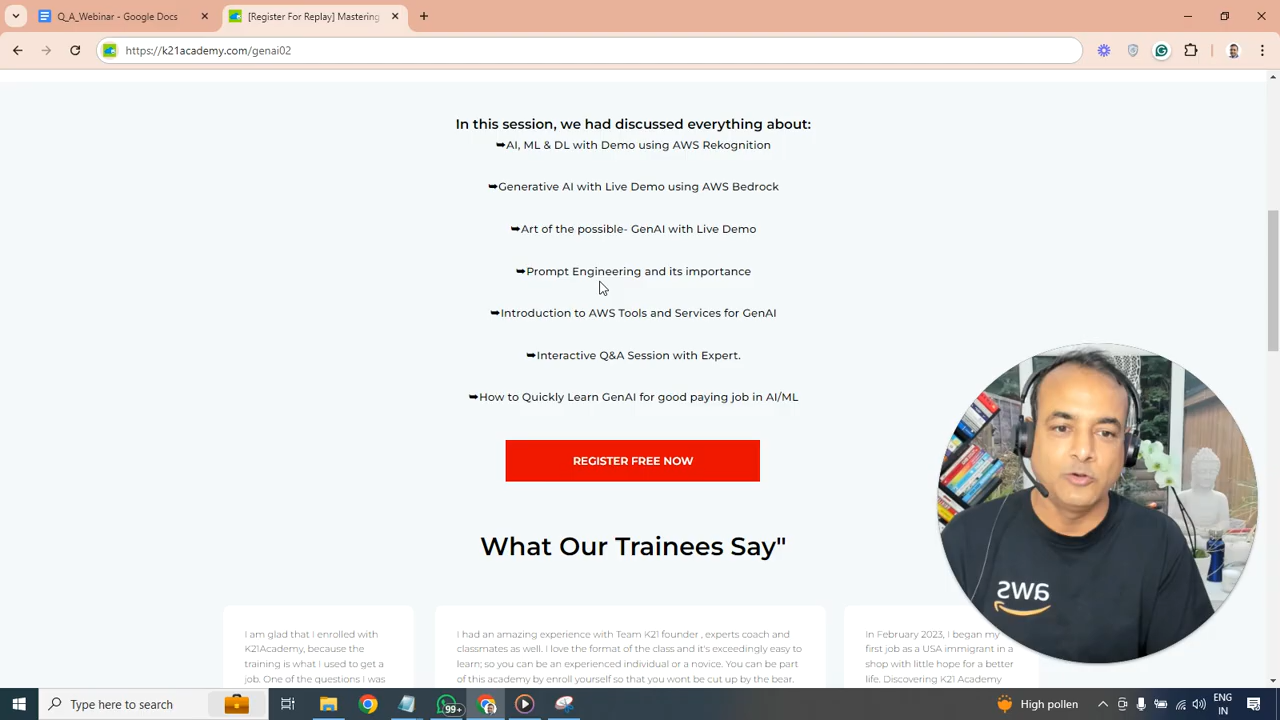 Q_A_Webinar - Google Docs
[Register For Replay] Mastering
https://k21academy.com/genai02
In this session, we had discussed everything about:
➥AI, ML & DL with Demo using AWS Rekognition
➥Generative AI with Live Demo using AWS Bedrock
➥Art of the possible- GenAI with Live Demo
➥Prompt Engineering and its importance
➥Introduction to AWS Tools and Services for GenAI
➥Interactive Q&A Session with Expert.
➥How to Quickly Learn GenAI for good paying job in AI/ML
REGISTER FREE NOW
What Our Trainees Say"
I am glad that I enrolled with
K21Academy, because the
training is what I used to get a
job. One of the questions I was
I had an amazing experience with Team K21 founder , experts coach and
classmates as well. I love the format of the class and it's exceedingly easy to
learn; so you can be an experienced individual or a novice. You can be part
of this academy by enroll yourself so that you wont be cut up by the bear.
In February 2023, I began my
first job as a USA immigrant in a
shop with little hope for a better
life. Discovering K21 Academy
aws
Type here to search
99+
High pollen
ENG
IN